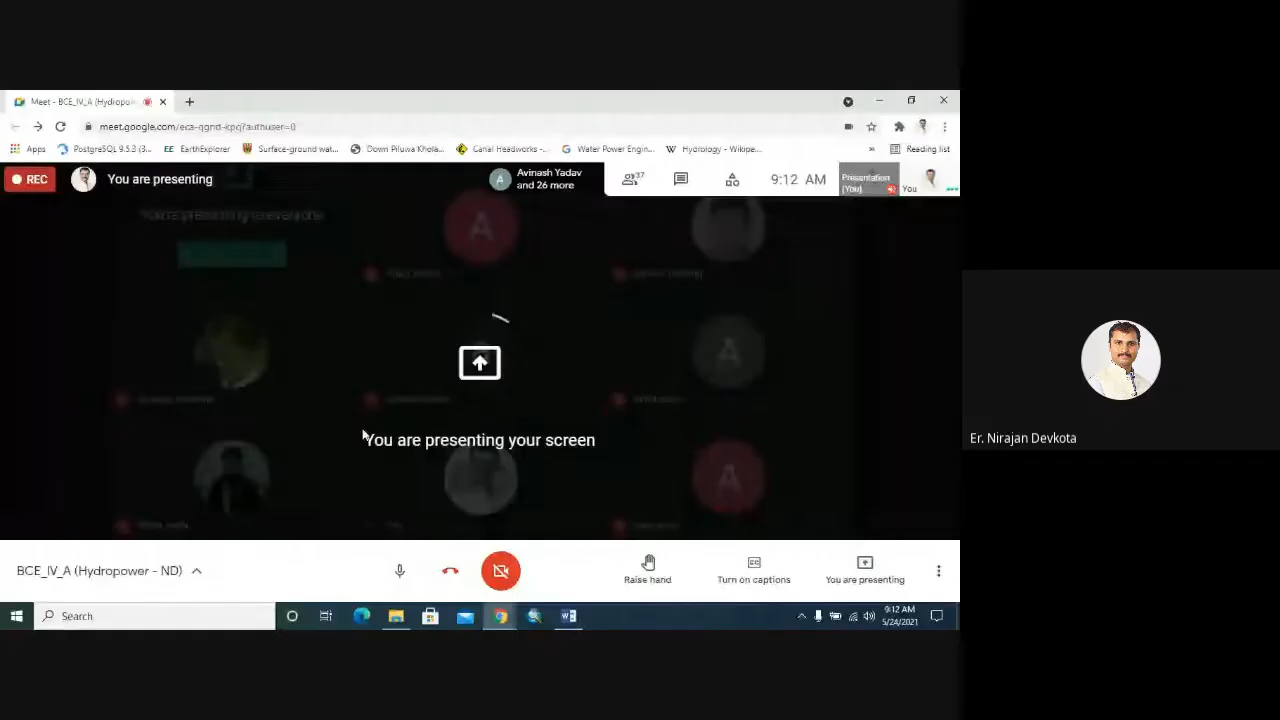 Meet - BCE_IV_A (Hydropo
meet.google.com/eca-qgnd-kpq?authuser=0
Apps
PostgreSQL 9.5.3 (3...
EE EarthExplorer
Surface-ground wat...
Down Piluwa Khola...
Canal Headworks -...
Water Power Engin...
W Hydrology - Wikipe...
Reading list
REC
You are presenting
A
Avinash Yadav
and 26 more
37
9:12 AM
Presentation
(You)
You
A
A
A
You are presenting your screen
Er. Nirajan Devkota
BCE_IV_A (Hydropower - ND)
Raise hand
Turn on captions
You are presenting
Search
9:12 AM
5/24/2021